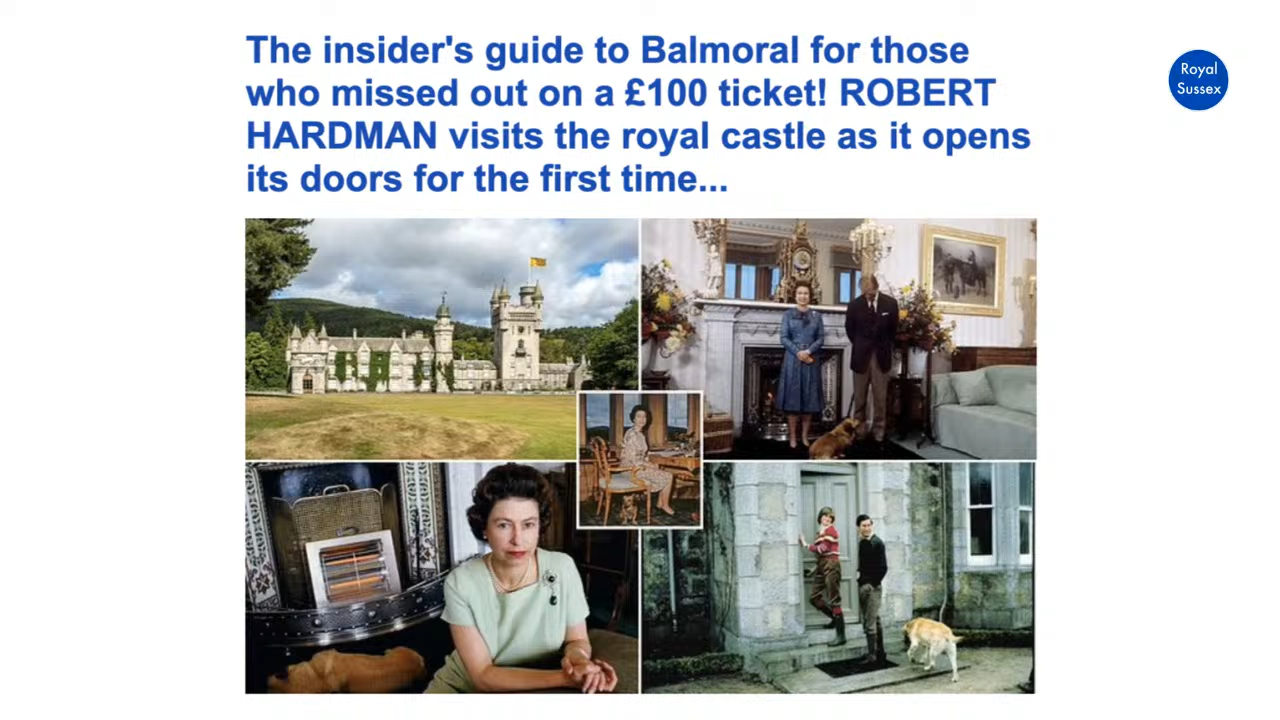 The insider's guide to Balmoral for those
who missed out on a £100 ticket! ROBERT
HARDMAN visits the royal castle as it opens
its doors for the first time...
Royal
Sussex